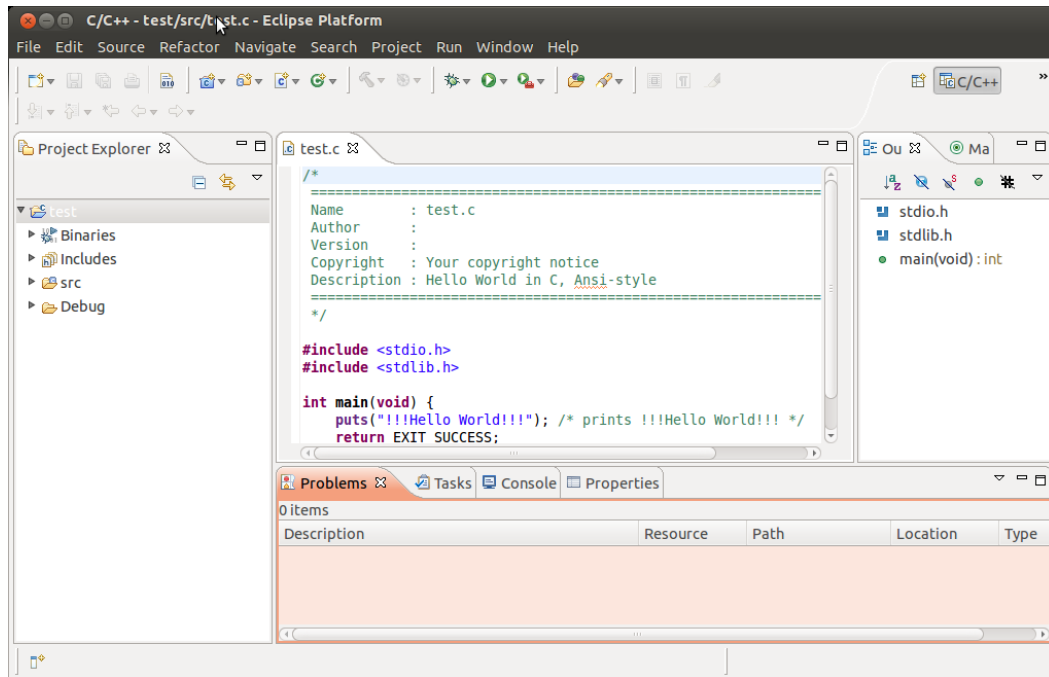 C/C++ - test/src/test.c - Eclipse Platform
File Edit Source Refactor Navigate Search Project Run Window Help
010
C/C++ »
Project Explorer
test
Binaries
Includes
src
Debug
test.c
/*
============================================================================
Name : test.c
Author :
Version :
Copyright : Your copyright notice
Description : Hello World in C, Ansi-style
============================================================================
*/
#include <stdio.h>
#include <stdlib.h>
int main(void) {
puts("!!!Hello World!!!"); /* prints !!!Hello World!!! */
return EXIT_SUCCESS;
Ou Ma
stdio.h
stdlib.h
main(void) : int
Problems Tasks Console Properties
0 items
Description Resource Path Location Type